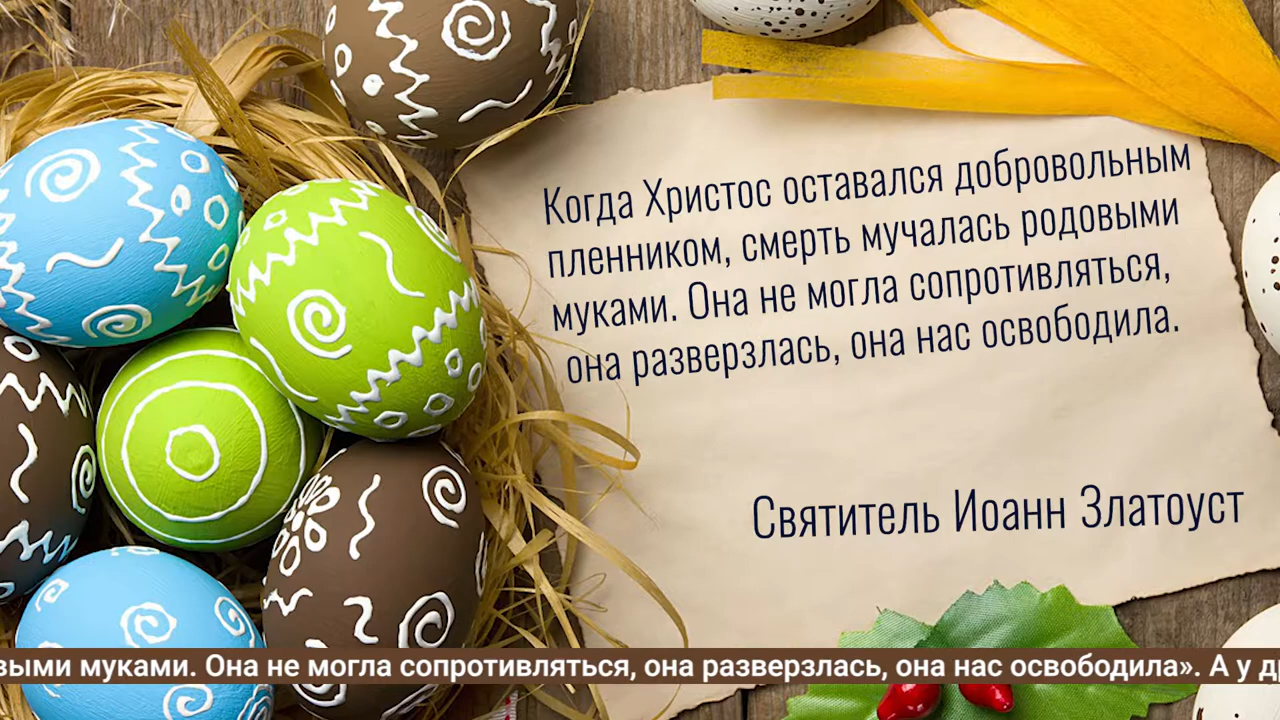 Когда Христос оставался добровольным
пленником, смерть мучалась родовыми
муками. Она не могла сопротивляться,
она разверзлась, она нас освободила.
Святитель Иоанн Златоуст
муками. Она не могла сопротивляться, она разверзлась, она нас освободила». А у